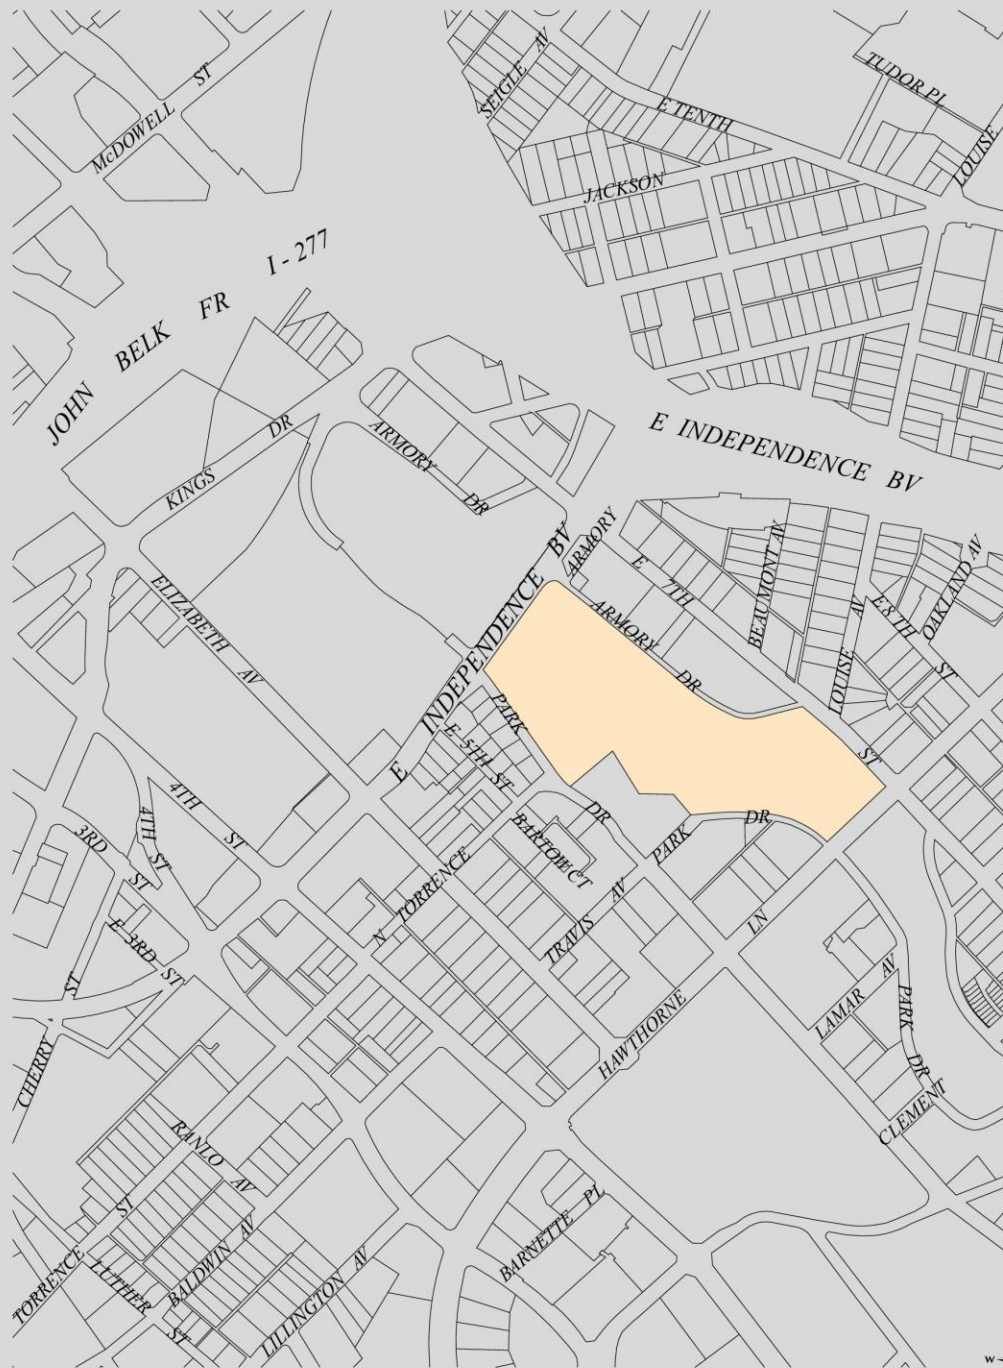 SEIGLE AV
TUDOR PL
McDOWELL ST
E TENTH
LOUISE
JACKSON
I - 277
JOHN BELK FR
E INDEPENDENCE BV
KINGS DR
ARMORY DR
ARMORY
E 7TH ST
BEAUMONT AV
OAKLAND AV
E 8TH ST
LOUISE AV
ELIZABETH AV
E INDEPENDENCE BV
ARMORY DR
PARK DR
E 5TH ST
4TH ST
4TH ST
3RD ST
BARTOW CT
PARK DR
N TORRENCE
TRAVIS AV
HAWTHORNE LN
E 3RD ST
LAMAR AV
PARK DR
CHERRY ST
CLEMENT
RANLO AV
TORRENCE ST
BALDWIN AV
BARNETTE PL
LUTHER ST
LILLINGTON AV
W